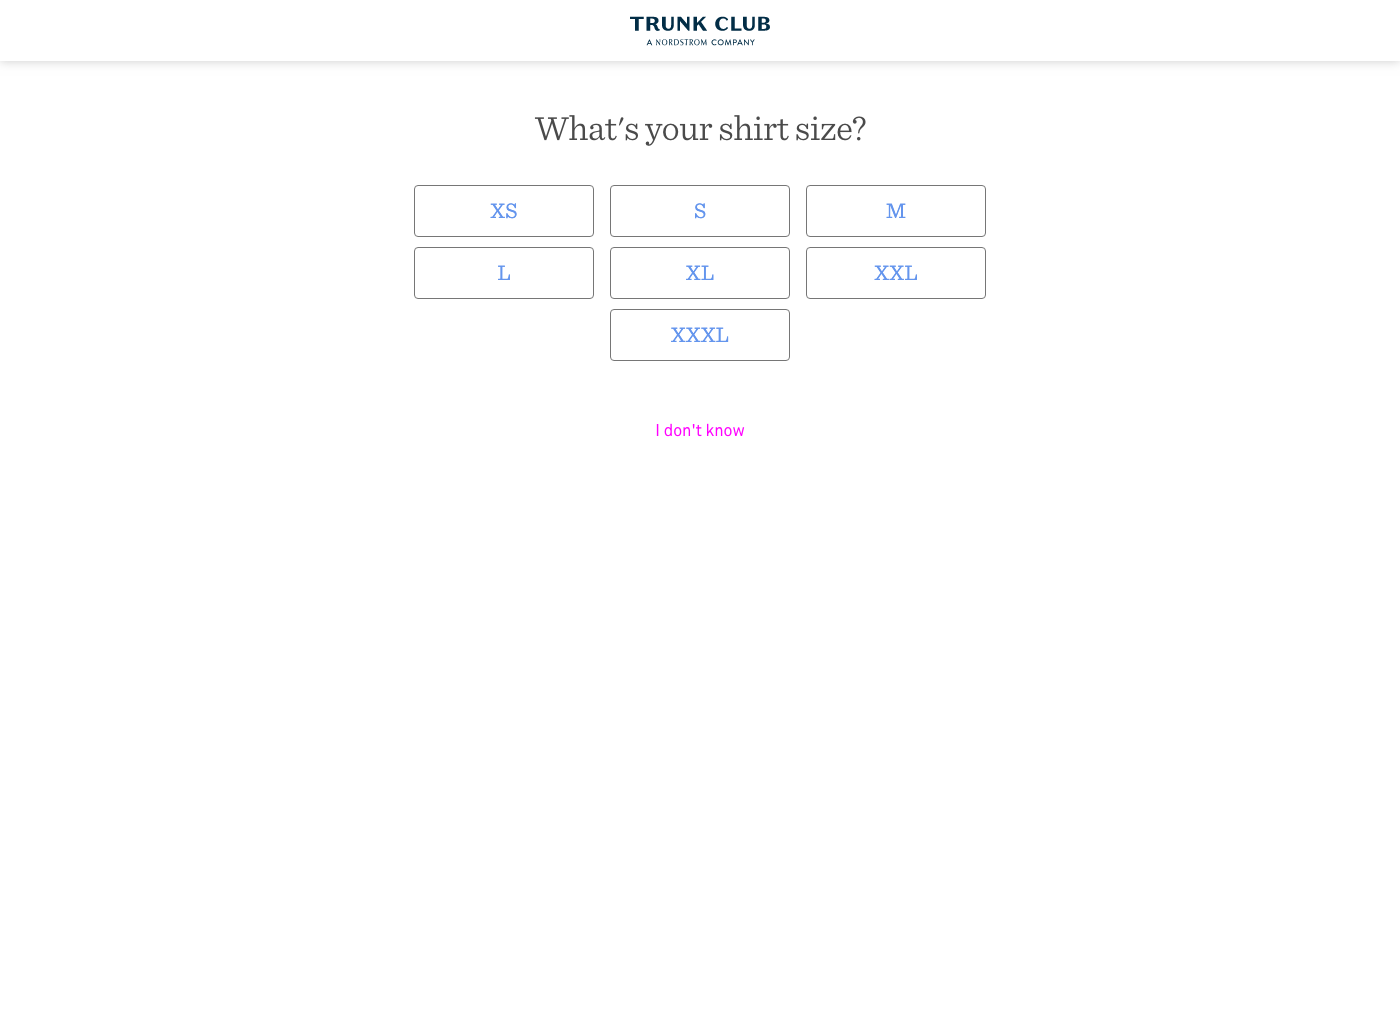 TRUNK CLUB
A NORDSTROM COMPANY
What's your shirt size?
XS
S
M
L
XL
XXL
XXXL
I don't know